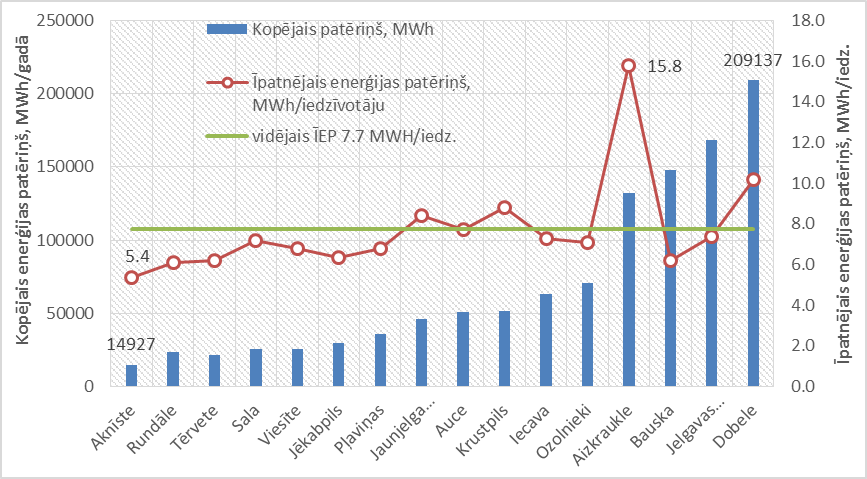 Kopējais enerģijas patēriņš, MWh/gadā
250000
200000
150000
100000
50000
0
Kopējais patēriņš, MWh
Īpatnējais enerģijas patēriņš,
MWh/iedzīvotāju
vidējais ĪEP 7.7 MWH/iedz.
5.4
14927
15.8
209137
18.0
16.0
14.0
12.0
10.0
8.0
6.0
4.0
2.0
0.0
Īpatnējais enerģijas patēriņš, MWh/iedz.
Aknīste
Rundāle
Tērvete
Sala
Viesīte
Jēkabpils
Pļaviņas
Jaunjelga...
Auce
Krustpils
Iecava
Ozolnieki
Aizkraukle
Bauska
Jelgavas...
Dobele